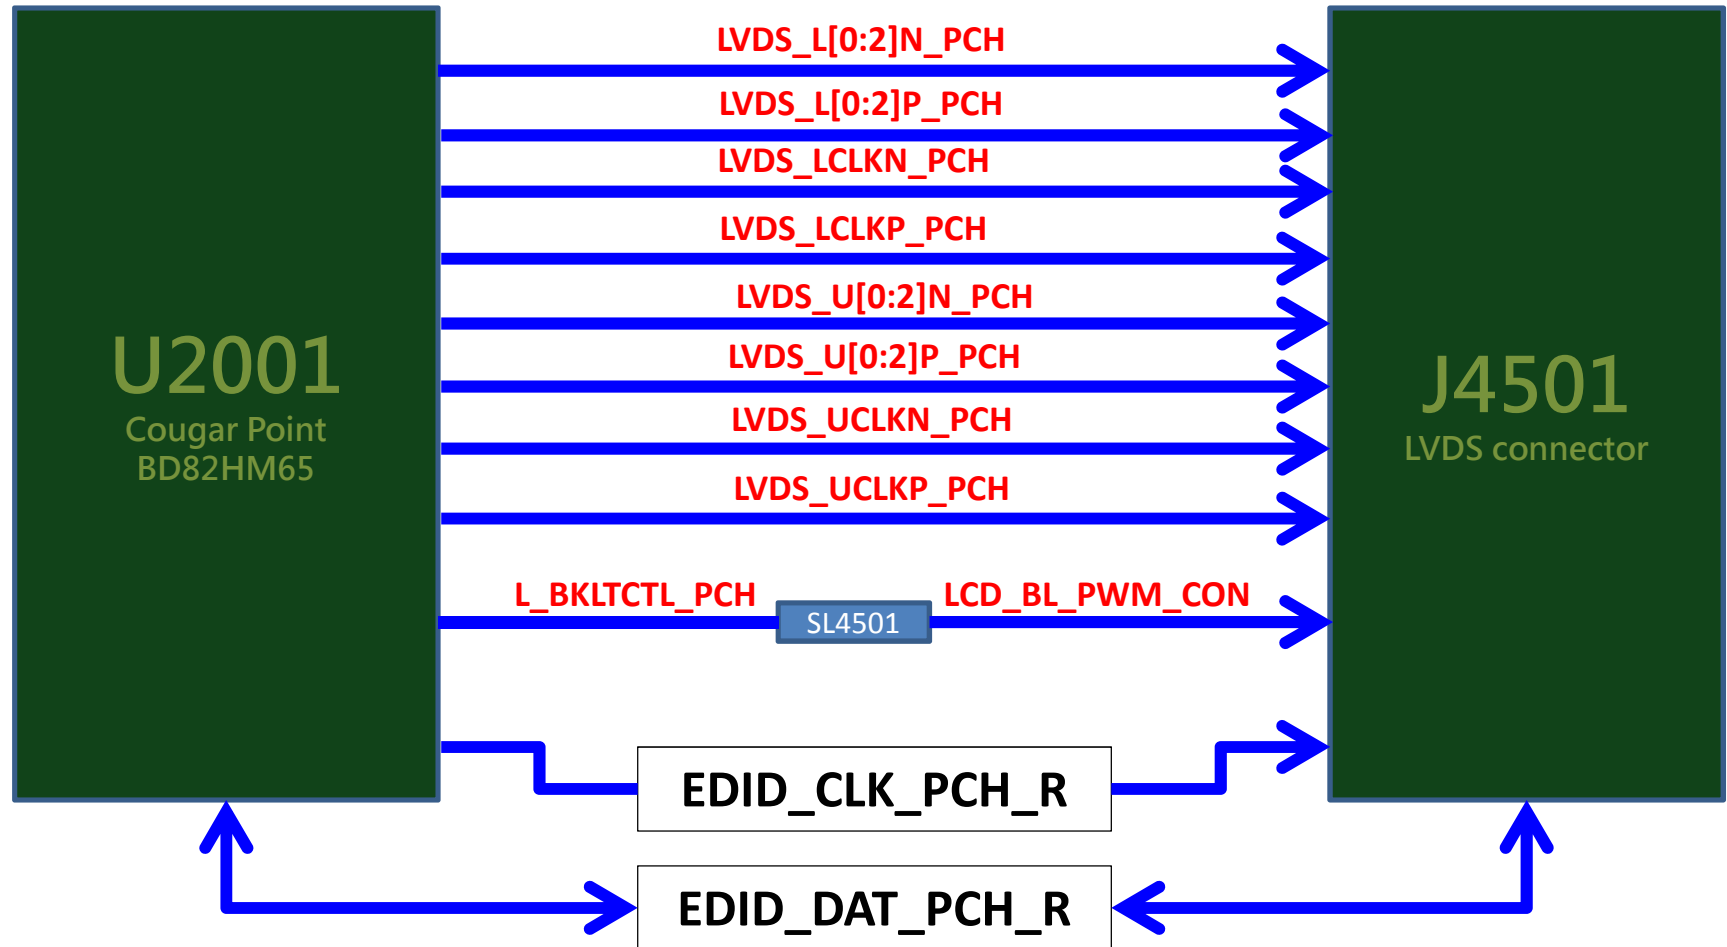 LVDS_L[0:2]N_PCH
LVDS_L[0:2]P_PCH
LVDS_LCLKN_PCH
LVDS_LCLKP_PCH
LVDS_U[0:2]N_PCH
LVDS_U[0:2]P_PCH
LVDS_UCLKN_PCH
LVDS_UCLKP_PCH
U2001
Cougar Point
BD82HM65
J4501
LVDS connector
L_BKLTCTL_PCH
SL4501
LCD_BL_PWM_CON
EDID_CLK_PCH_R
EDID_DAT_PCH_R